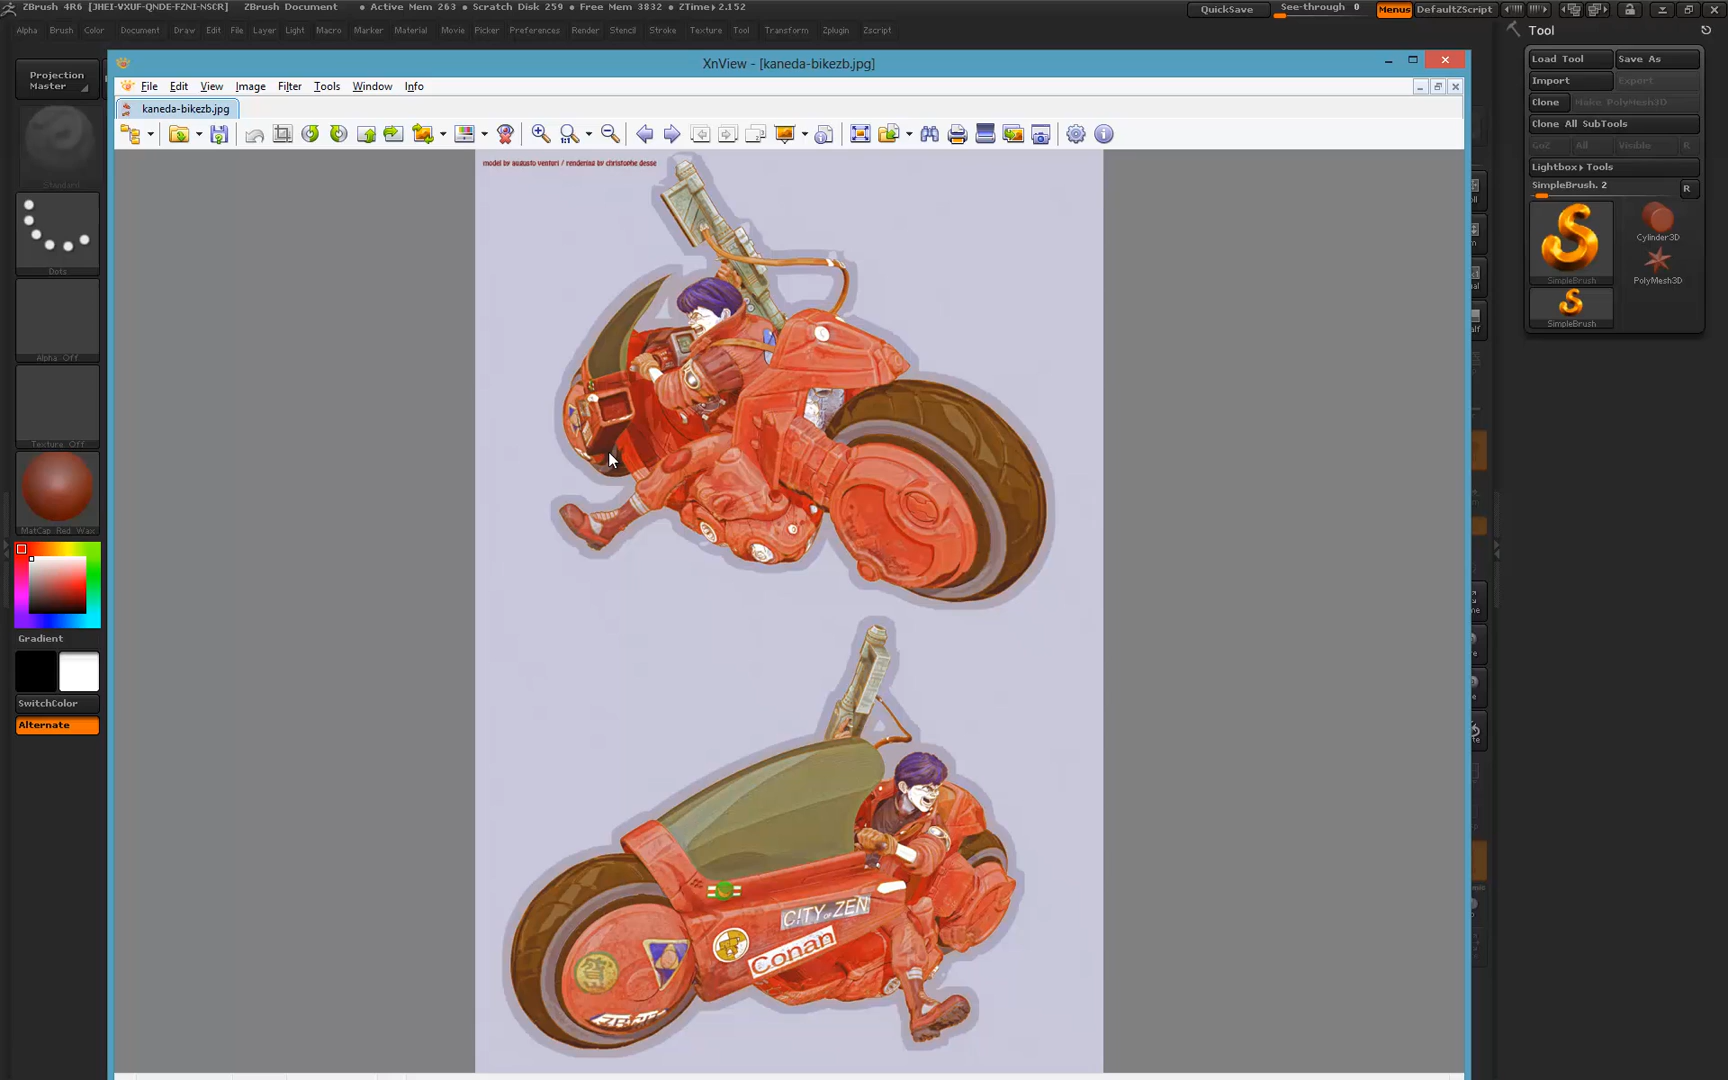 ZBrush 4R6 [JHEI-VXUF-QNDE-FZNI-NSCR] ZBrush Document • Active Mem 263 • Scratch Disk 259 • Free Mem 3832 • ZTime▸2.152 QuickSave See-through 0 Menus DefaultZScript
Alpha Brush Color Document Draw Edit File Layer Light Macro Marker Material Movie Picker Preferences Render Stencil Stroke Texture Tool Transform Zplugin Zscript
Tool
Load Tool Save As
Import Export
Clone Make PolyMesh3D
Clone All SubTools
GoZ All Visible R
Lightbox▸Tools
SimpleBrush. 2 R
Cylinder3D
SimpleBrush PolyMesh3D
SimpleBrush
Projection
Master
Standard
Dots
Alpha Off
Texture Off
MatCap Red Wax
Gradient
SwitchColor
Alternate
XnView - [kaneda-bikezb.jpg]
File Edit View Image Filter Tools Window Info
kaneda-bikezb.jpg
model by augusto venturi / rendering by christophe desse
CITY OF ZEN
Conan